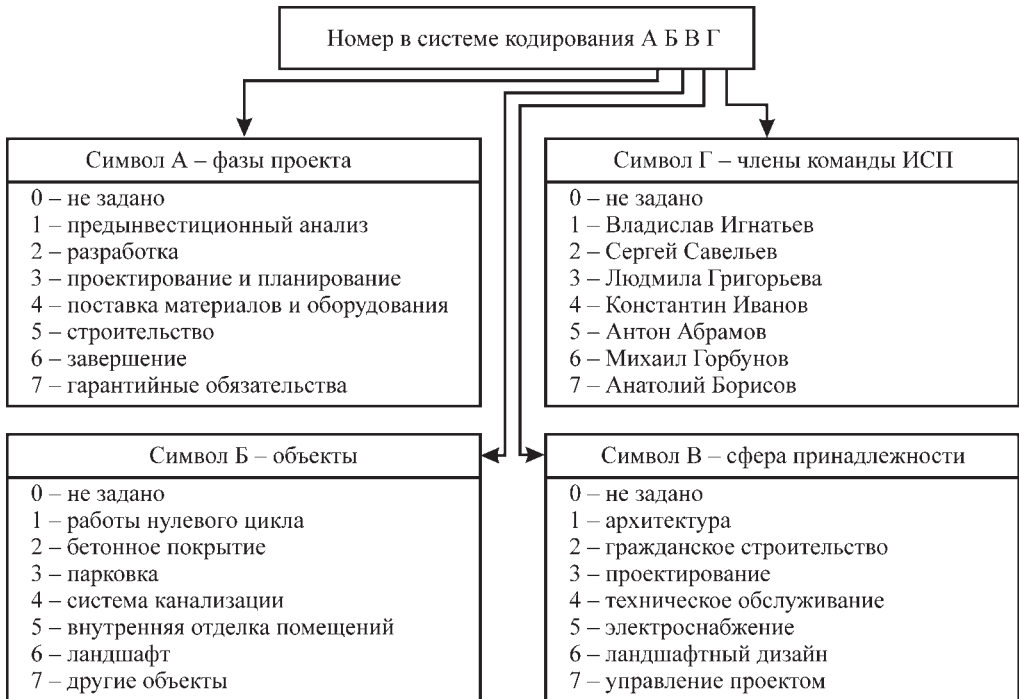 Номер в системе кодирования А Б В Г
Символ А – фазы проекта
0 – не задано
1 – предынвестиционный анализ
2 – разработка
3 – проектирование и планирование
4 – поставка материалов и оборудования
5 – строительство
6 – завершение
7 – гарантийные обязательства
Символ Г – члены команды ИСП
0 – не задано
1 – Владислав Игнатьев
2 – Сергей Савельев
3 – Людмила Григорьева
4 – Константин Иванов
5 – Антон Абрамов
6 – Михаил Горбунов
7 – Анатолий Борисов
Символ Б – объекты
0 – не задано
1 – работы нулевого цикла
2 – бетонное покрытие
3 – парковка
4 – система канализации
5 – внутренняя отделка помещений
6 – ландшафт
7 – другие объекты
Символ В – сфера принадлежности
0 – не задано
1 – архитектура
2 – гражданское строительство
3 – проектирование
4 – техническое обслуживание
5 – электроснабжение
6 – ландшафтный дизайн
7 – управление проектом